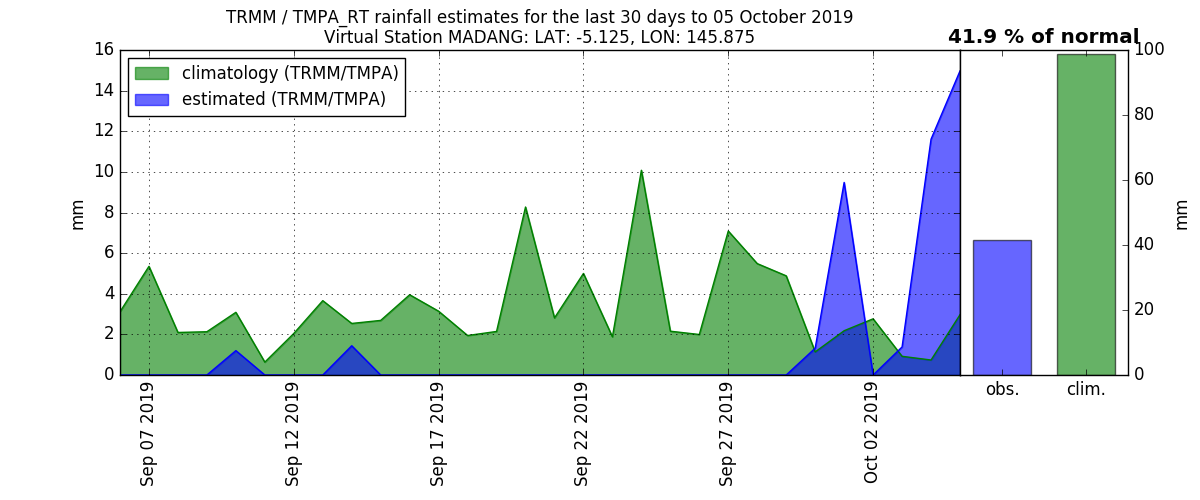 TRMM / TMPA_RT rainfall estimates for the last 30 days to 05 October 2019
Virtual Station MADANG: LAT: -5.125, LON: 145.875
41.9 % of normal
climatology (TRMM/TMPA)
estimated (TRMM/TMPA)
16
14
12
10
8
6
4
2
0
mm
Sep 07 2019
Sep 12 2019
Sep 17 2019
Sep 22 2019
Sep 27 2019
Oct 02 2019
obs.
clim.
100
80
60
40
20
0
mm